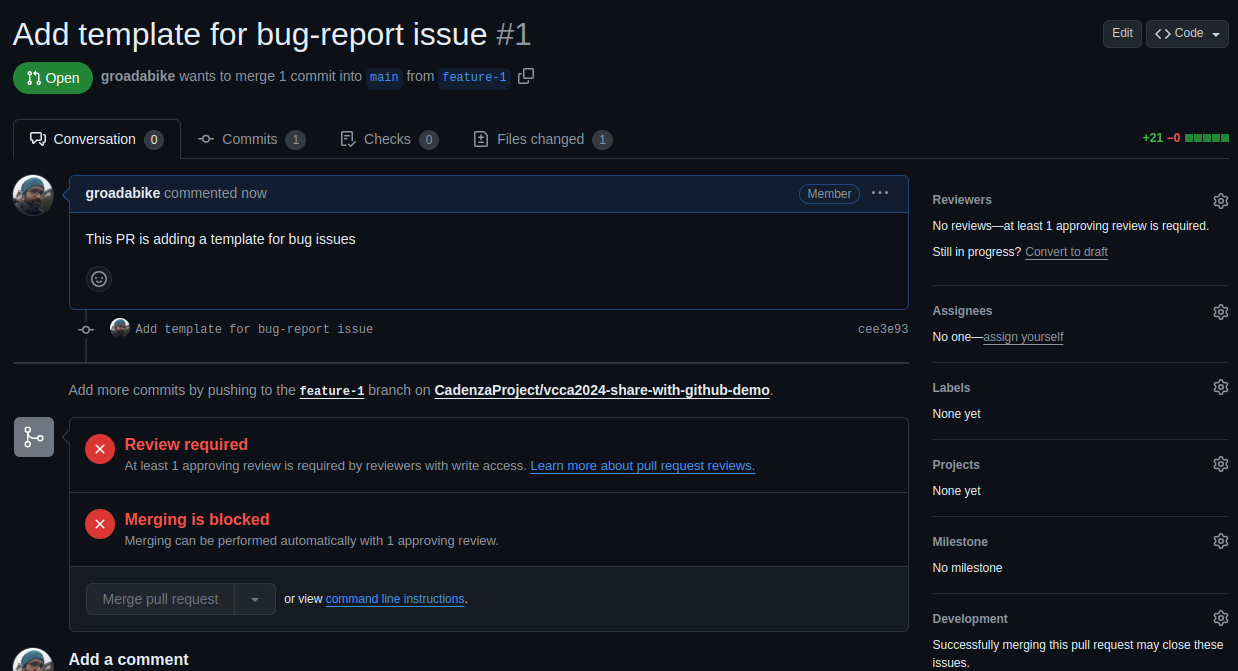 Add template for bug-report issue #1
Edit
Code
Open
groadabike wants to merge 1 commit into main from feature-1
Conversation 0
Commits 1
Checks 0
Files changed 1
+21 −0
groadabike commented now
Member
This PR is adding a template for bug issues
Add template for bug-report issue
cee3e93
Add more commits by pushing to the feature-1 branch on CadenzaProject/vcca2024-share-with-github-demo.
Review required
At least 1 approving review is required by reviewers with write access. Learn more about pull request reviews.
Merging is blocked
Merging can be performed automatically with 1 approving review.
Merge pull request
or view command line instructions.
Add a comment
Reviewers
No reviews—at least 1 approving review is required.
Still in progress? Convert to draft
Assignees
No one—assign yourself
Labels
None yet
Projects
None yet
Milestone
No milestone
Development
Successfully merging this pull request may close these
issues.